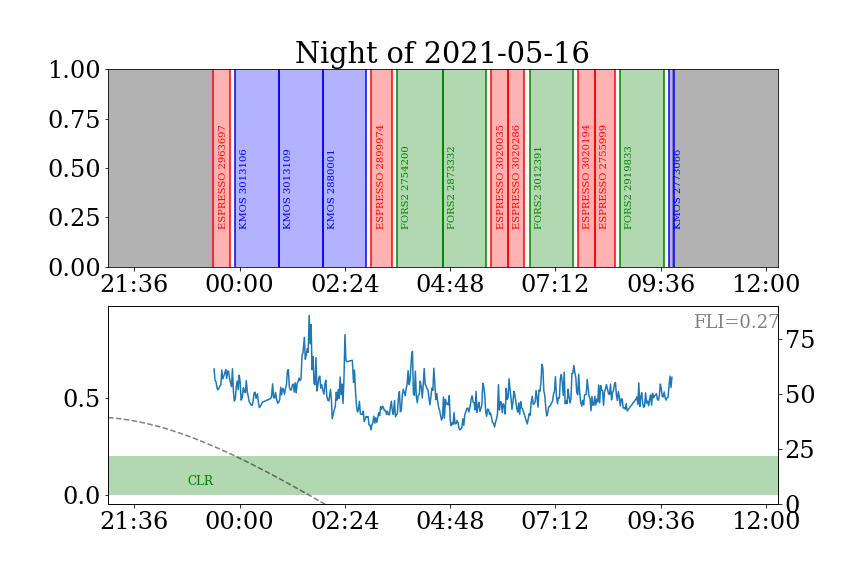 Night of 2021-05-16
1.00
0.75
0.50
0.25
0.00
ESPRESSO 2963697
KMOS 3013106
KMOS 3013109
KMOS 2880001
ESPRESSO 2899974
FORS2 2754200
FORS2 2873332
ESPRESSO 3020035
ESPRESSO 3020286
FORS2 3012391
ESPRESSO 3020194
ESPRESSO 2755999
FORS2 2919833
KMOS 2773066
21:36 00:00 02:24 04:48 07:12 09:36 12:00
FLI=0.27
0.5
0.0
75
50
25
0
CLR
21:36 00:00 02:24 04:48 07:12 09:36 12:00